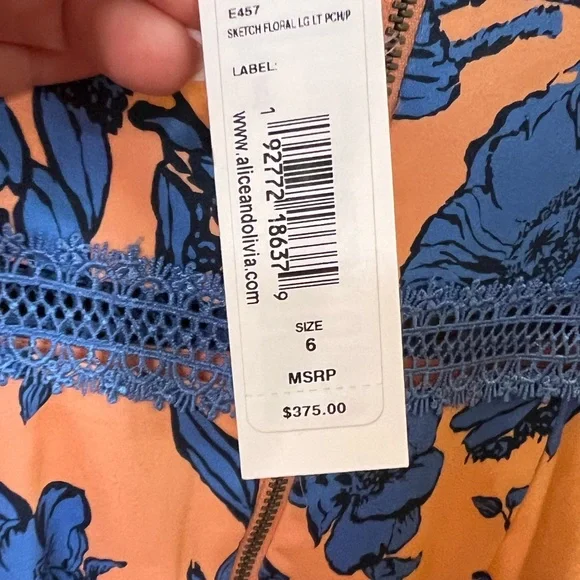 E457
SKETCH FLORAL LG LT PCH/P
LABEL:
www.aliceandolivia.com
1 92772 18637 9
SIZE
6
MSRP
$375.00